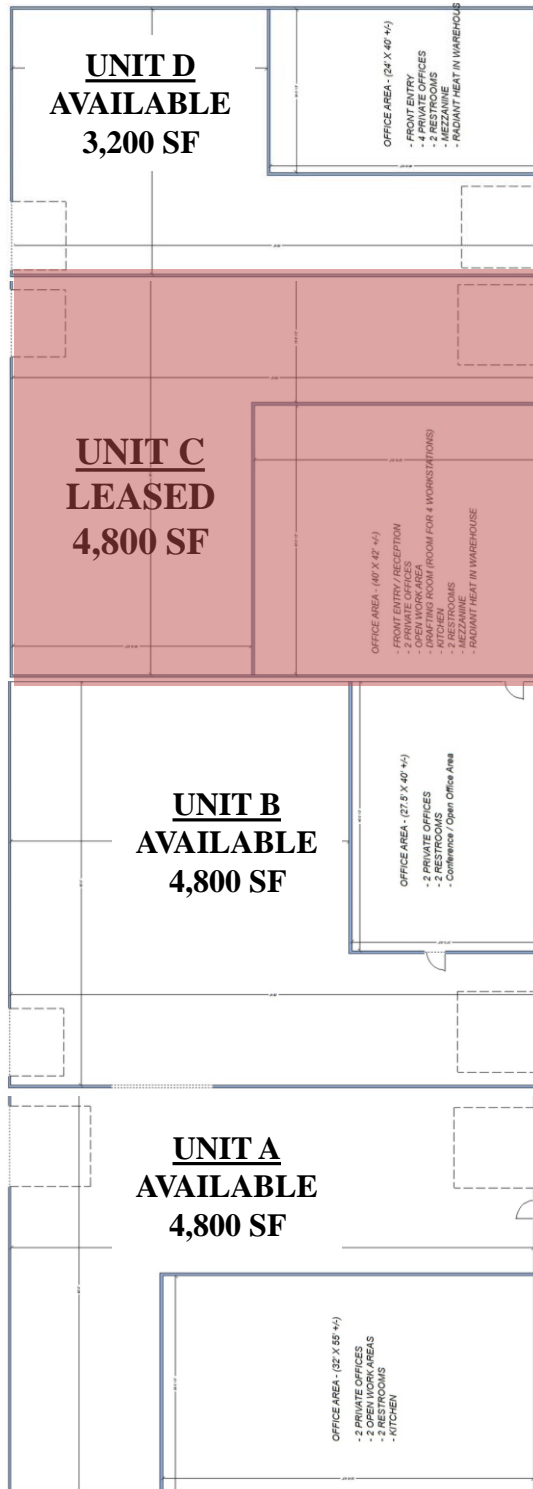 UNIT D
AVAILABLE
3,200 SF
OFFICE AREA - (24' X 40' +/-)
- FRONT ENTRY
- 4 PRIVATE OFFICES
- 2 RESTROOMS
- MEZZANINE
- RADIANT HEAT IN WAREHOUS
UNIT C
LEASED
4,800 SF
OFFICE AREA - (40' X 42' +/-)
- FRONT ENTRY / RECEPTION
- 2 PRIVATE OFFICES
- OPEN WORK AREA
- DRAFTING ROOM (ROOM FOR 4 WORKSTATIONS)
- KITCHEN
- 2 RESTROOMS
- MEZZANINE
- RADIANT HEAT IN WAREHOUSE
UNIT B
AVAILABLE
4,800 SF
OFFICE AREA - (27.5' X 40' +/-)
- 2 PRIVATE OFFICES
- 2 RESTROOMS
- Conference / Open Office Area
UNIT A
AVAILABLE
4,800 SF
OFFICE AREA - (32' X 55' +/-)
- 2 PRIVATE OFFICES
- 2 OPEN WORK AREAS
- 2 RESTROOMS
- KITCHEN